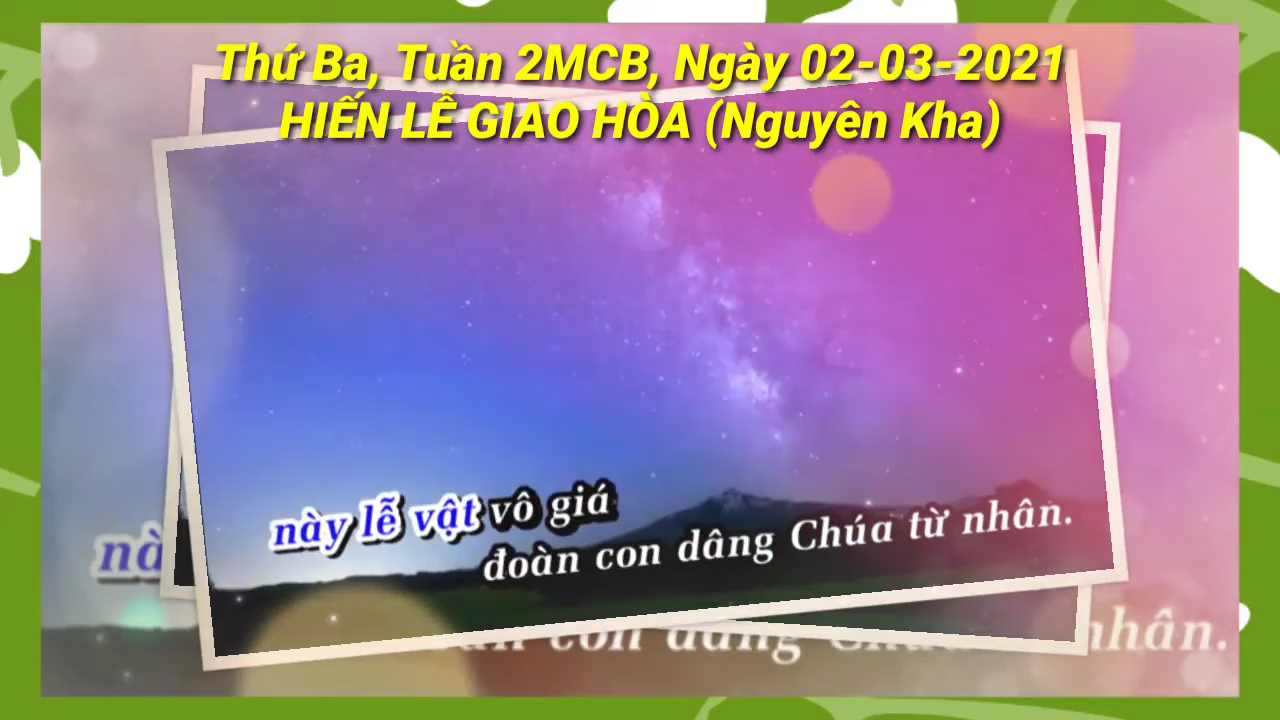 Thứ Ba, Tuần 2MCB, Ngày 02-03-2021
HIẾN LỄ GIAO HÒA (Nguyên Kha)
này lễ vật vô giá
đoàn con dâng Chúa từ nhân.